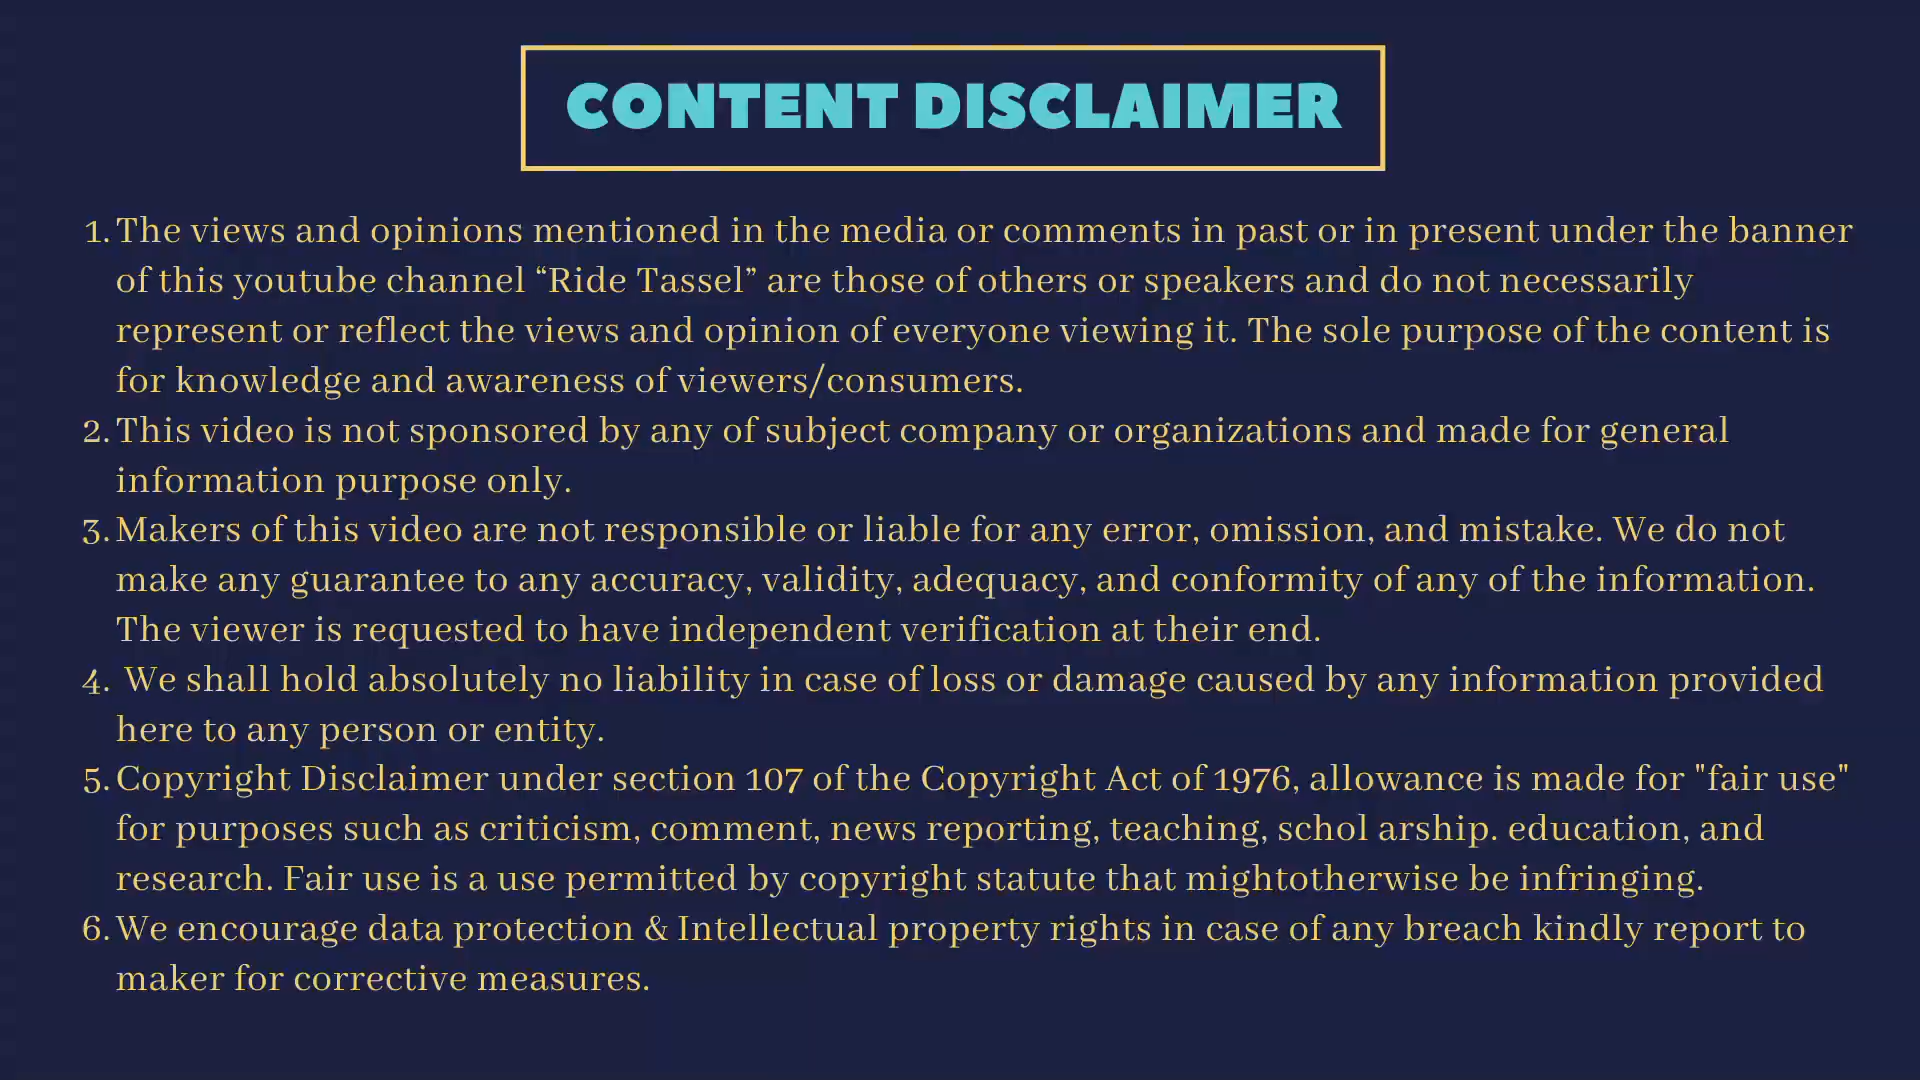 CONTENT DISCLAIMER
1. The views and opinions mentioned in the media or comments in past or in present under the banner
of this youtube channel “Ride Tassel” are those of others or speakers and do not necessarily
represent or reflect the views and opinion of everyone viewing it. The sole purpose of the content is
for knowledge and awareness of viewers/consumers.
2. This video is not sponsored by any of subject company or organizations and made for general
information purpose only.
3. Makers of this video are not responsible or liable for any error, omission, and mistake. We do not
make any guarantee to any accuracy, validity, adequacy, and conformity of any of the information.
The viewer is requested to have independent verification at their end.
4. We shall hold absolutely no liability in case of loss or damage caused by any information provided
here to any person or entity.
5. Copyright Disclaimer under section 107 of the Copyright Act of 1976, allowance is made for "fair use"
for purposes such as criticism, comment, news reporting, teaching, schol arship. education, and
research. Fair use is a use permitted by copyright statute that mightotherwise be infringing.
6. We encourage data protection & Intellectual property rights in case of any breach kindly report to
maker for corrective measures.